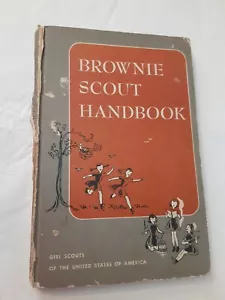 BROWNIE
SCOUT
HANDBOOK
GIRL SCOUTS
OF THE UNITED STATES OF AMERICA